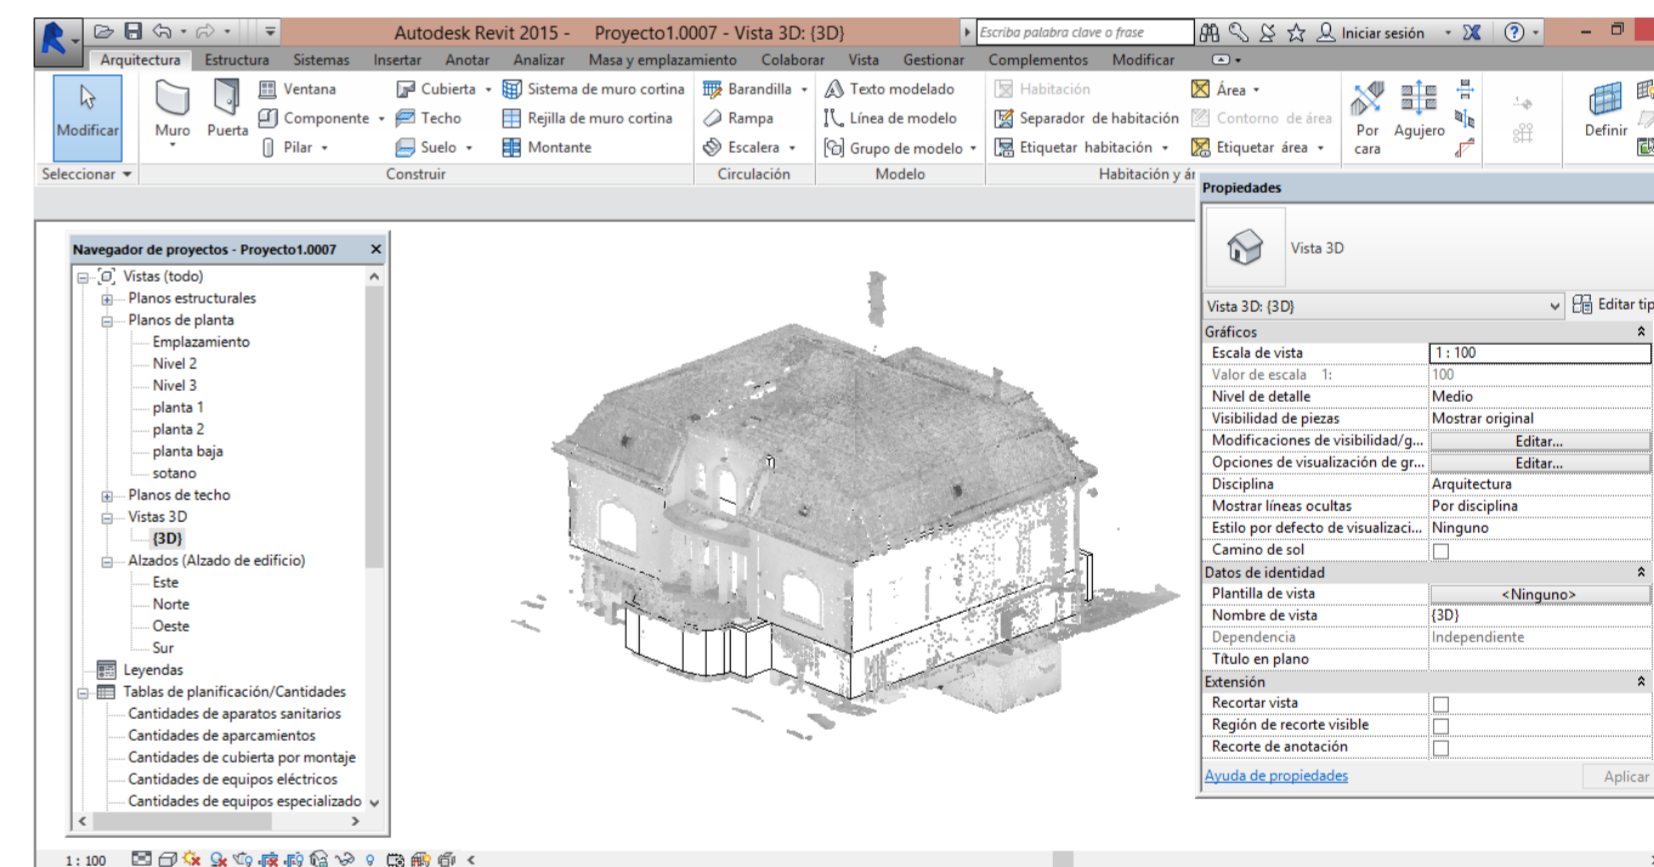 Autodesk Revit 2015 - Proyecto1.0007 - Vista 3D: {3D} Escriba palabra clave o frase Iniciar sesión
Arquitectura Estructura Sistemas Insertar Anotar Analizar Masa y emplazamiento Colaborar Vista Gestionar Complementos Modificar
Modificar
Muro
Puerta
Ventana
Componente
Pilar
Cubierta
Techo
Suelo
Sistema de muro cortina
Rejilla de muro cortina
Montante
Barandilla
Rampa
Escalera
Texto modelado
Línea de modelo
Grupo de modelo
Habitación
Separador de habitación
Etiquetar habitación
Área
Contorno de área
Etiquetar área
Por
cara
Agujero
Definir
Seleccionar Construir Circulación Modelo Habitación y ár
Navegador de proyectos - Proyecto1.0007
Vistas (todo)
Planos estructurales
Planos de planta
Emplazamiento
Nivel 2
Nivel 3
planta 1
planta 2
planta baja
sotano
Planos de techo
Vistas 3D
{3D}
Alzados (Alzado de edificio)
Este
Norte
Oeste
Sur
Leyendas
Tablas de planificación/Cantidades
Cantidades de aparatos sanitarios
Cantidades de aparcamientos
Cantidades de cubierta por montaje
Cantidades de equipos eléctricos
Cantidades de equipos especializado
Propiedades
Vista 3D
Vista 3D: {3D} Editar tip
Gráficos
Escala de vista 1 : 100
Valor de escala 1: 100
Nivel de detalle Medio
Visibilidad de piezas Mostrar original
Modificaciones de visibilidad/g... Editar...
Opciones de visualización de gr... Editar...
Disciplina Arquitectura
Mostrar líneas ocultas Por disciplina
Estilo por defecto de visualizaci... Ninguno
Camino de sol
Datos de identidad
Plantilla de vista <Ninguno>
Nombre de vista {3D}
Dependencia Independiente
Título en plano
Extensión
Recortar vista
Región de recorte visible
Recorte de anotación
Ayuda de propiedades Aplicar
1 : 100